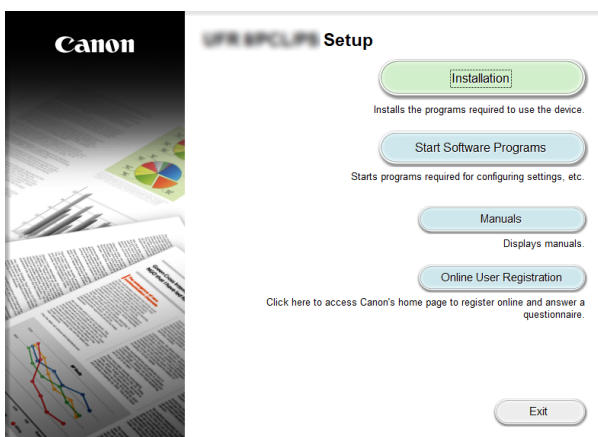 Canon
Setup
Installation
Installs the programs required to use the device.
Start Software Programs
Starts programs required for configuring settings, etc.
Manuals
Displays manuals.
Online User Registration
Click here to access Canon's home page to register online and answer a
questionnaire.
Exit